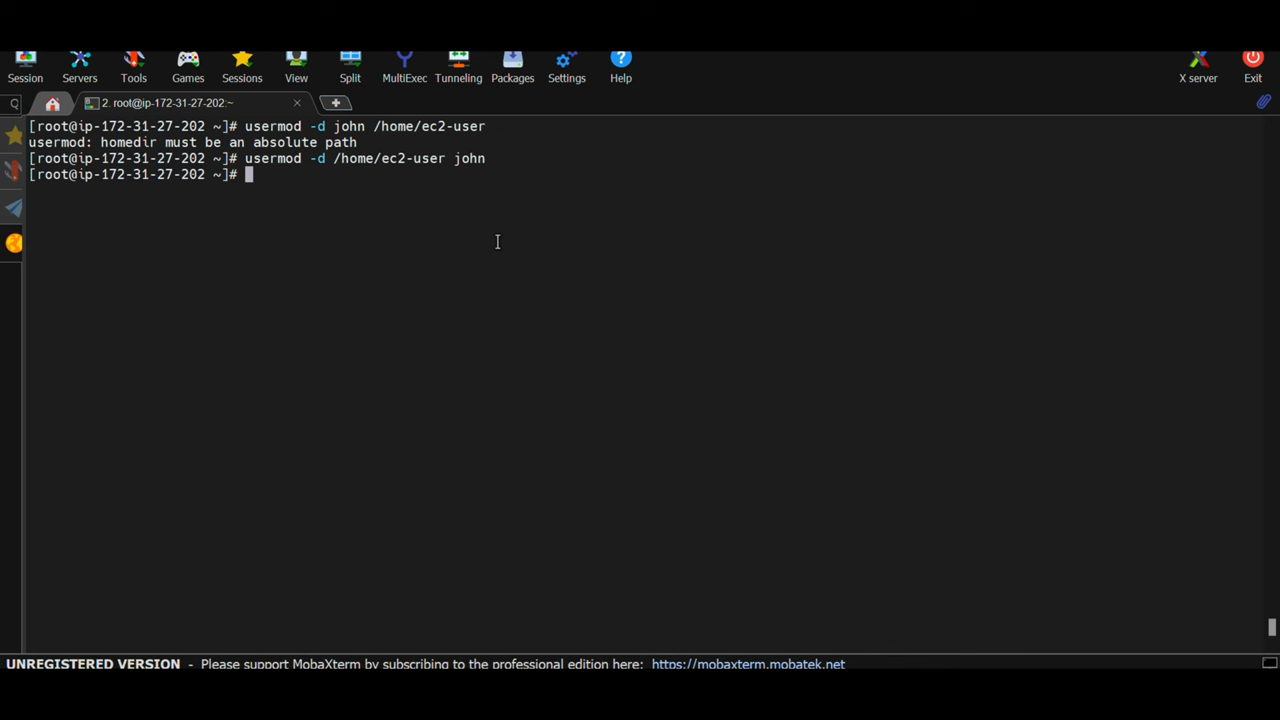 Session Servers Tools Games Sessions View Split MultiExec Tunneling Packages Settings Help X server Exit
2. root@ip-172-31-27-202:~
[root@ip-172-31-27-202 ~]# usermod -d john /home/ec2-user
usermod: homedir must be an absolute path
[root@ip-172-31-27-202 ~]# usermod -d /home/ec2-user john
[root@ip-172-31-27-202 ~]#
UNREGISTERED VERSION - Please support MobaXterm by subscribing to the professional edition here: https://mobaxterm.mobatek.net